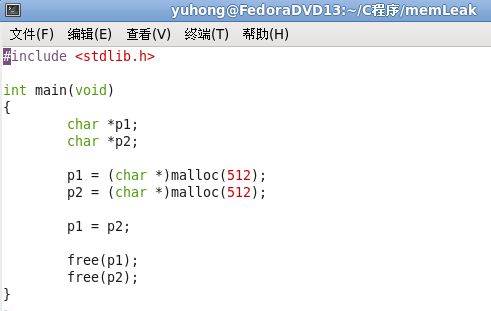 yuhong@FedoraDVD13:~/C程序/memLeak
文件(F) 编辑(E) 查看(V) 终端(T) 帮助(H)
#include <stdlib.h>
int main(void)
{
char *p1;
char *p2;
p1 = (char *)malloc(512);
p2 = (char *)malloc(512);
p1 = p2;
free(p1);
free(p2);
}